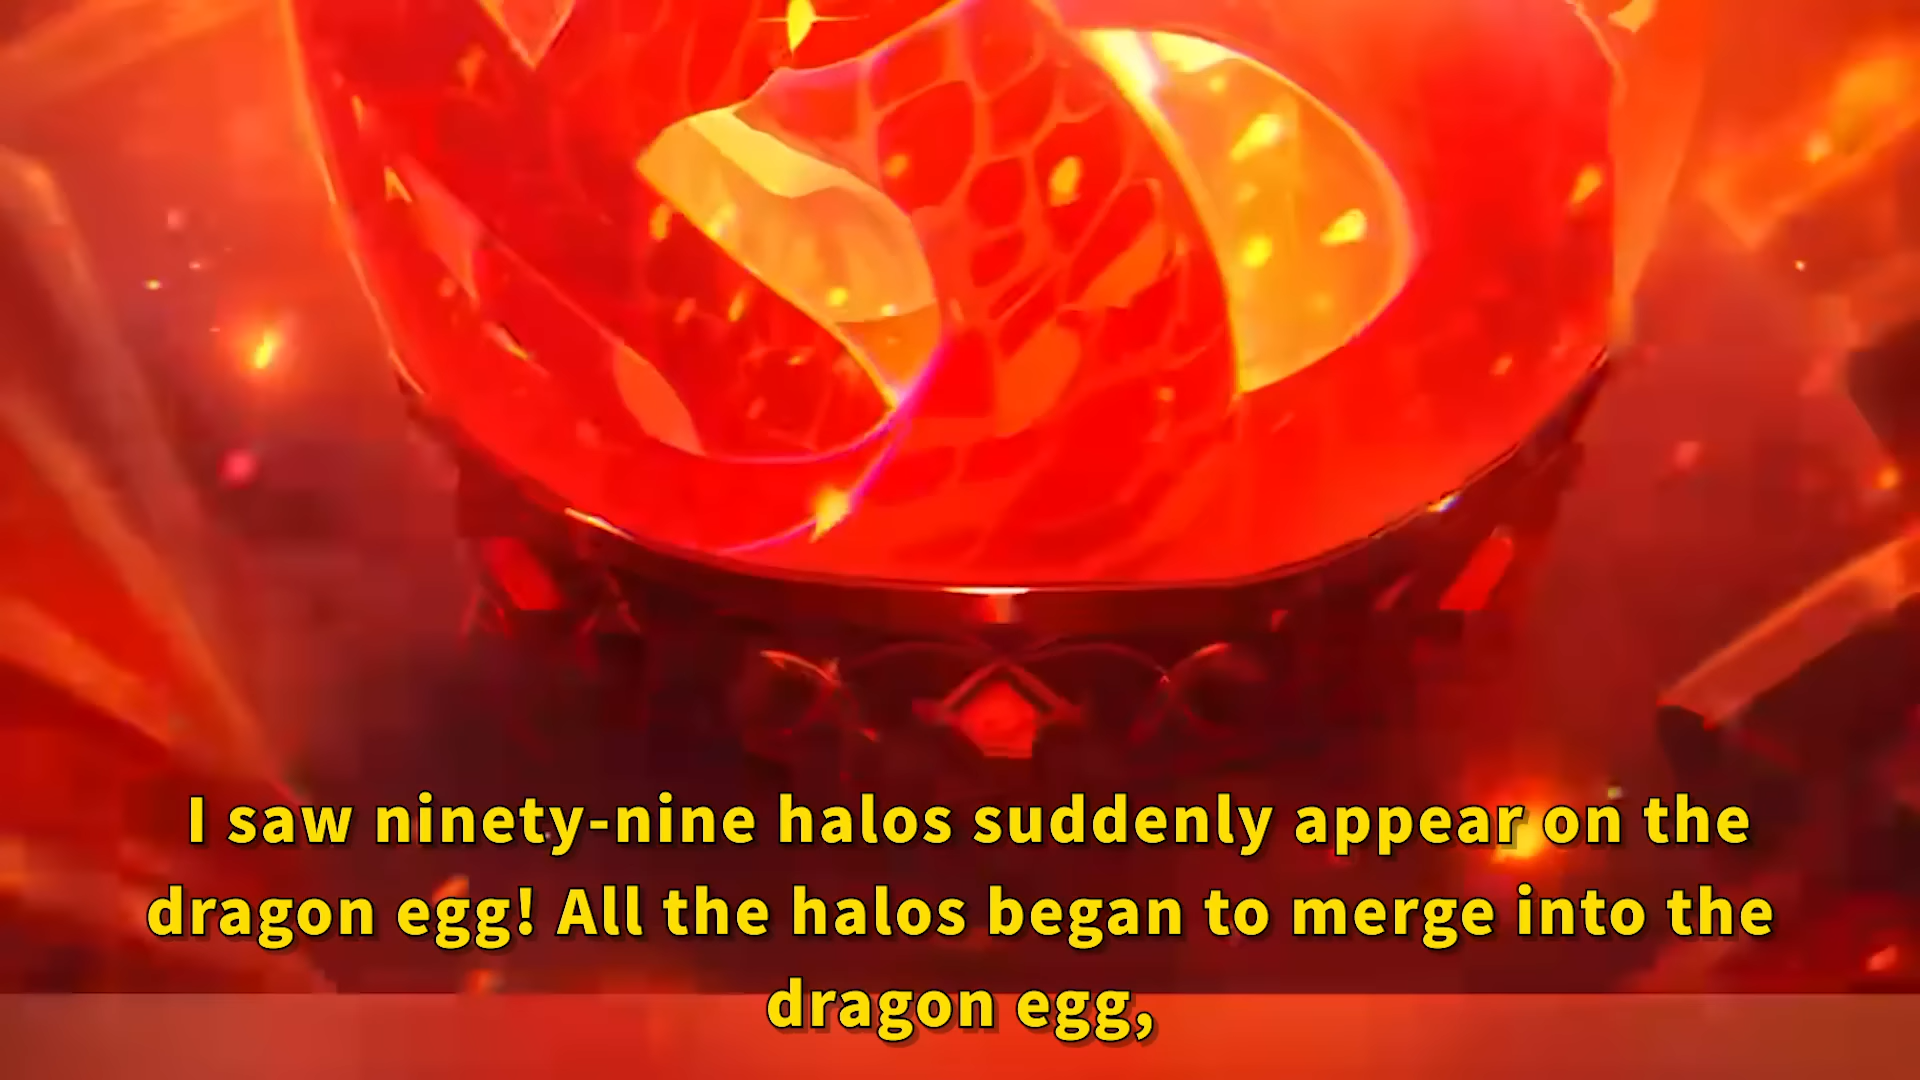 I saw ninety-nine halos suddenly appear on the
dragon egg! All the halos began to merge into the
dragon egg,